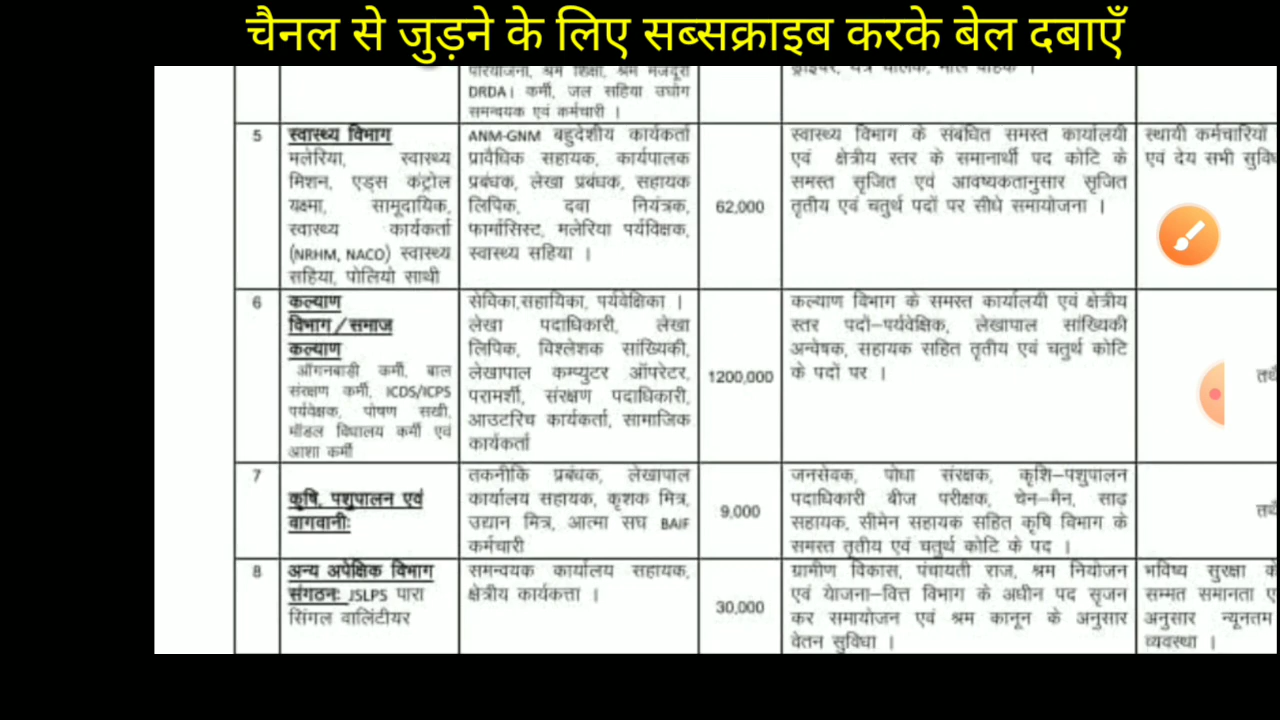 चैनल से जुड़ने के लिए सब्सक्राइब करके बेल दबाएँ
परियोजना, श्रम शिक्षा, श्रम मजदूरी
DRDA। कर्मी, जल सहिया उद्योग
समन्वयक एवं कर्मचारी ।
5
स्वास्थ्य विभाग
मलेरिया, स्वास्थ्य
मिशन, एड्स कंट्रोल
यक्ष्मा, सामूदायिक,
स्वास्थ्य कार्यकर्ता
(NRHM, NACO) स्वास्थ्य
सहिया, पोलियो साथी
ANM-GNM बहुदेशीय कार्यकर्ता
प्रावैधिक सहायक, कार्यपालक
प्रबंधक, लेखा प्रबंधक, सहायक
लिपिक, दवा नियंत्रक,
फार्मासिस्ट, मलेरिया पर्यविक्षक,
स्वास्थ्य सहिया ।
62,000
स्वास्थ्य विभाग के संबंधित समस्त कार्यालयी
एवं क्षेत्रीय स्तर के समानार्थी पद कोटि के
समस्त सृजित एवं आवष्यकतानुसार सृजित
तृतीय एवं चतुर्थ पदों पर सीधे समायोजना ।
स्थायी कर्मचारियों
एवं देय सभी
6
कल्याण
विभाग/समाज
कल्याण
आँगनबाड़ी कर्मी, बाल
संरक्षण कर्मी, ICDS/ICPS
पर्यवेक्षक, पोषण सखी,
मॉडल विद्यालय कर्मी एवं
आशा कर्मी
सेविका,सहायिका, पर्यवेक्षिका ।
लेखा पदाधिकारी, लेखा
लिपिक, विश्लेशक सांख्यिकी,
लेखापाल कम्प्युटर ऑपरेटर,
परामर्शी, संरक्षण पदाधिकारी,
आउटरिच कार्यकर्ता, सामाजिक
कार्यकर्ता
1200,000
कल्याण विभाग के समस्त कार्यालयी एवं क्षेत्रीय
स्तर पदों–पर्यवेक्षिक, लेखापाल सांख्यिकी
अन्वेषक, सहायक सहित तृतीय एवं चतुर्थ कोटि
के पदों पर ।
7
कृषि, पशुपालन एवं
वागवानीः
तकनीकि प्रबंधक, लेखापाल
कार्यालय सहायक, कृशक मित्र,
उद्यान मित्र, आत्मा सघ BAIF
कर्मचारी
9,000
जनसेवक, पोधा संरक्षक, कृशि–पशुपालन
पदाधिकारी बीज परीक्षक, चेन–मैन, साढ़
सहायक, सीमेन सहायक सहित कृषि विभाग के
समस्त तृतीय एवं चतुर्थ कोटि के पद ।
8
अन्य अपेक्षिक विभाग
संगठनः JSLPS पारा
सिंगल वालिंटीयर
समन्वयक कार्यालय सहायक,
क्षेत्रीय कार्यकत्ता ।
30,000
ग्रामीण विकास, पंचायती राज, श्रम नियोजन
एवं येाजना–वित्त विभाग के अधीन पद सृजन
कर समायोजन एवं श्रम कानून के अनुसार
वेतन सुविधा ।
भविष्य सुरक्षा
सम्मत समानता
अनुसार न्यूनतम
व्यवस्था ।